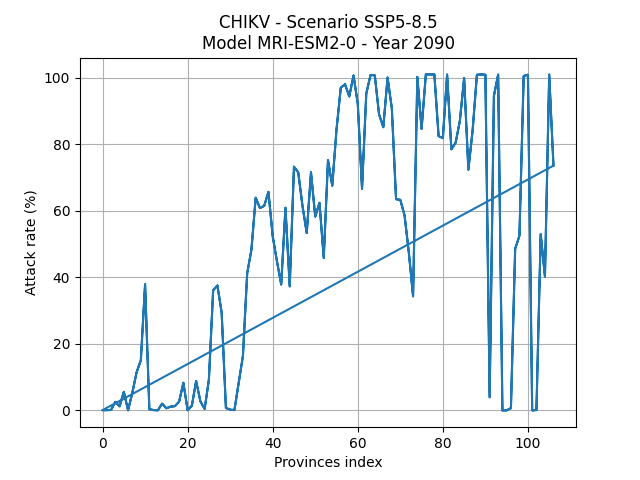 CHIKV - Scenario SSP5-8.5
Model MRI-ESM2-0 - Year 2090
Attack rate (%)
100
80
60
40
20
0
0 20 40 60 80 100
Provinces index